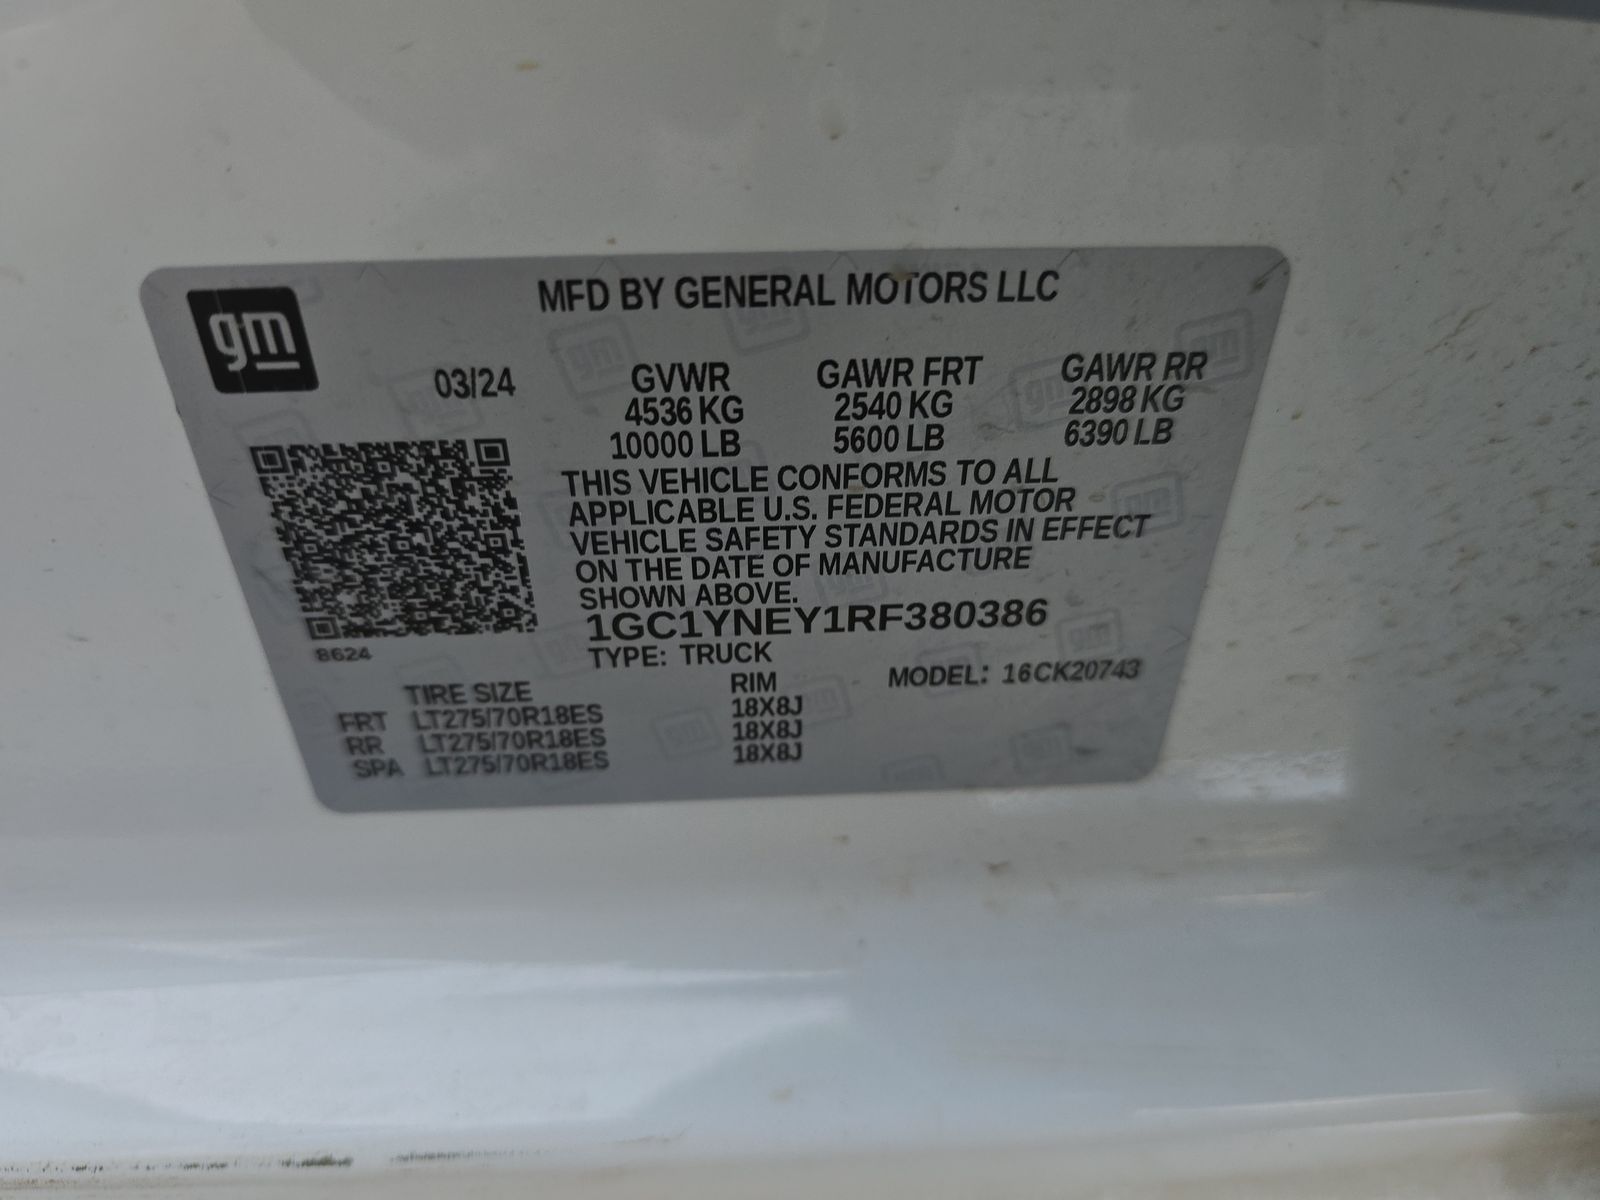 gm
MFD BY GENERAL MOTORS LLC
03/24 GVWR GAWR FRT GAWR RR
4536 KG 2540 KG 2898 KG
10000 LB 5600 LB 6390 LB
THIS VEHICLE CONFORMS TO ALL
APPLICABLE U.S. FEDERAL MOTOR
VEHICLE SAFETY STANDARDS IN EFFECT
ON THE DATE OF MANUFACTURE
SHOWN ABOVE.
1GC1YNEY1RF380386
8624
TYPE: TRUCK
MODEL: 16CK20743
TIRE SIZE RIM
FRT LT275/70R18ES 18X8J
RR LT275/70R18ES 18X8J
SPA LT275/70R18ES 18X8J